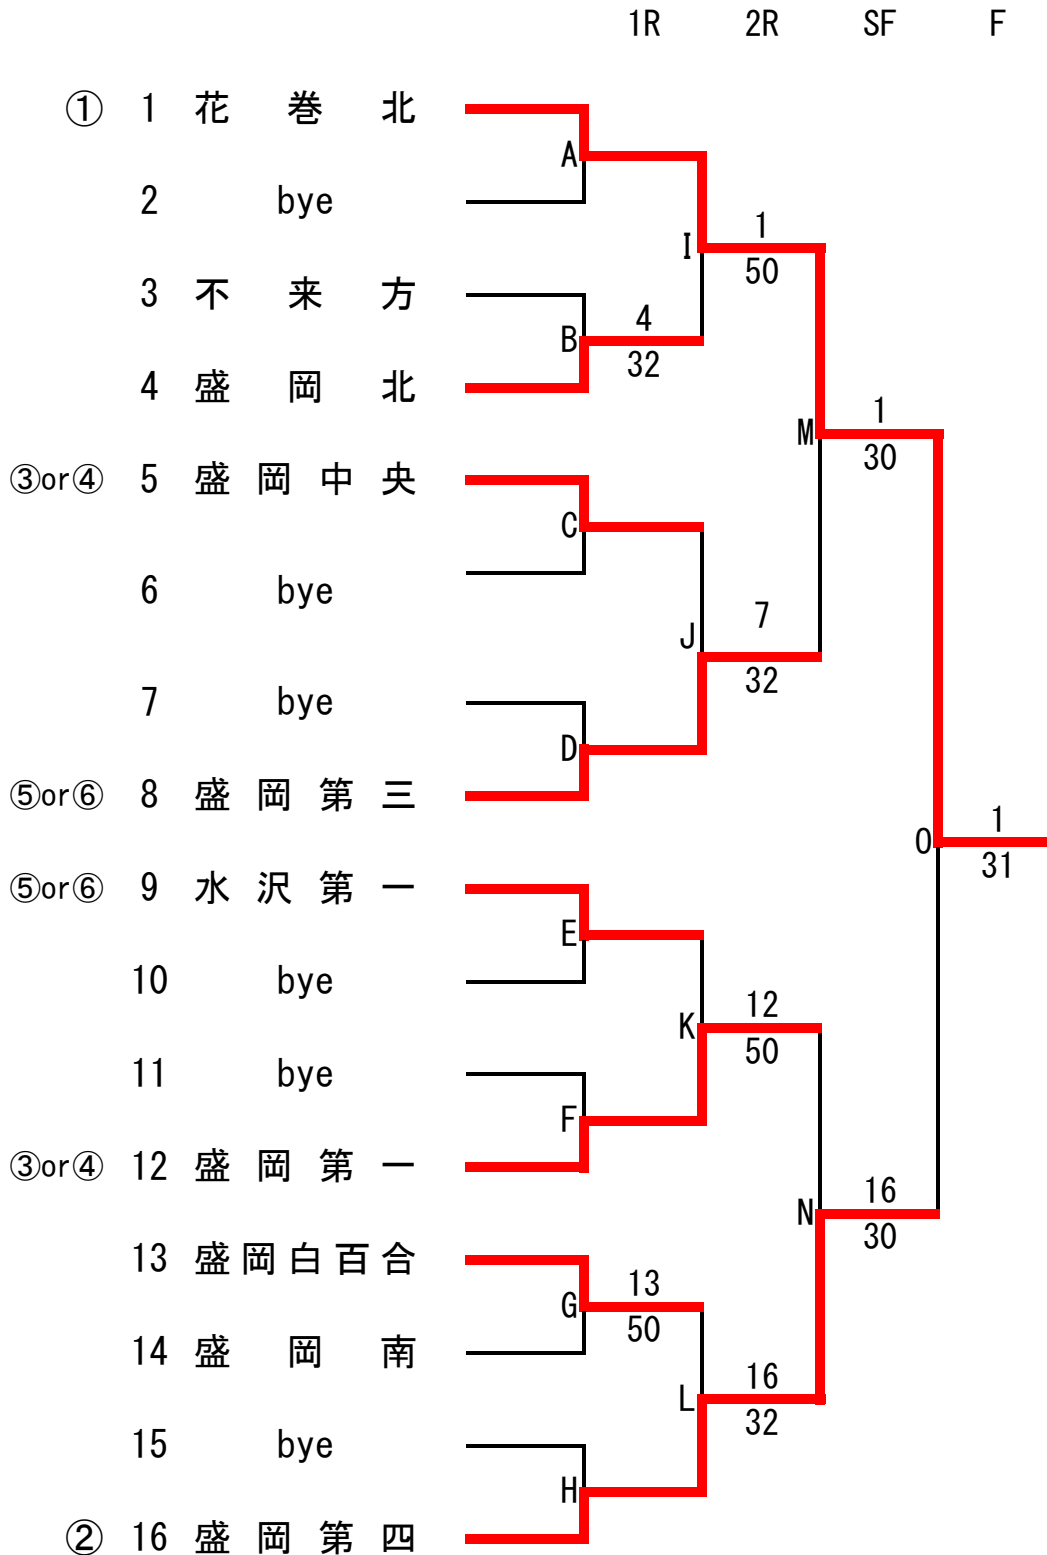 1R 2R SF F
① 1 花巻北
A
2 bye
1
I
50
3 不来方
4
B
32
4 盛岡北
1
M
30
③or④ 5 盛岡中央
C
6 bye
7
J
32
7 bye
D
⑤or⑥ 8 盛岡第三
1
O
31
⑤or⑥ 9 水沢第一
E
10 bye
12
K
50
11 bye
F
③or④ 12 盛岡第一
16
N
30
13 盛岡白百合
13
G
50
14 盛岡南
16
L
32
15 bye
H
② 16 盛岡第四